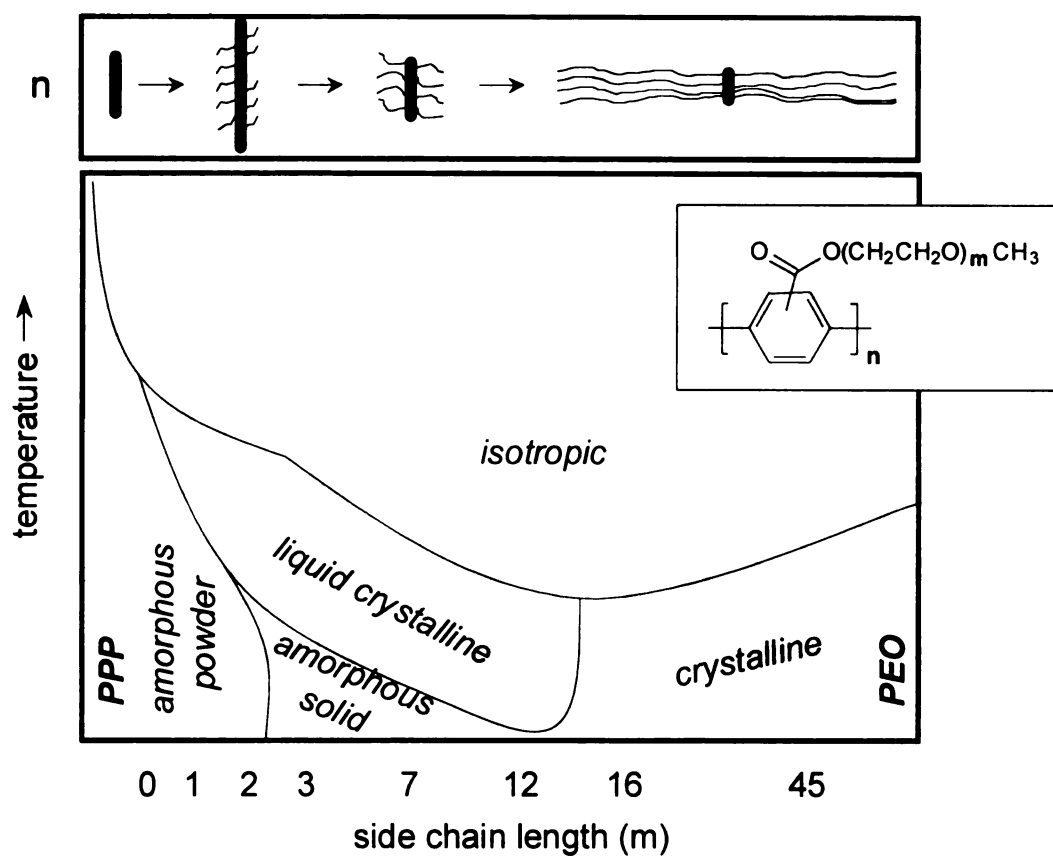 n
O
O(CH₂CH₂O)ₘCH₃
n
temperature →
isotropic
liquid crystalline
amorphous
powder
amorphous
solid
crystalline
PPP
PEO
0 1 2 3 7 12 16 45
side chain length (m)